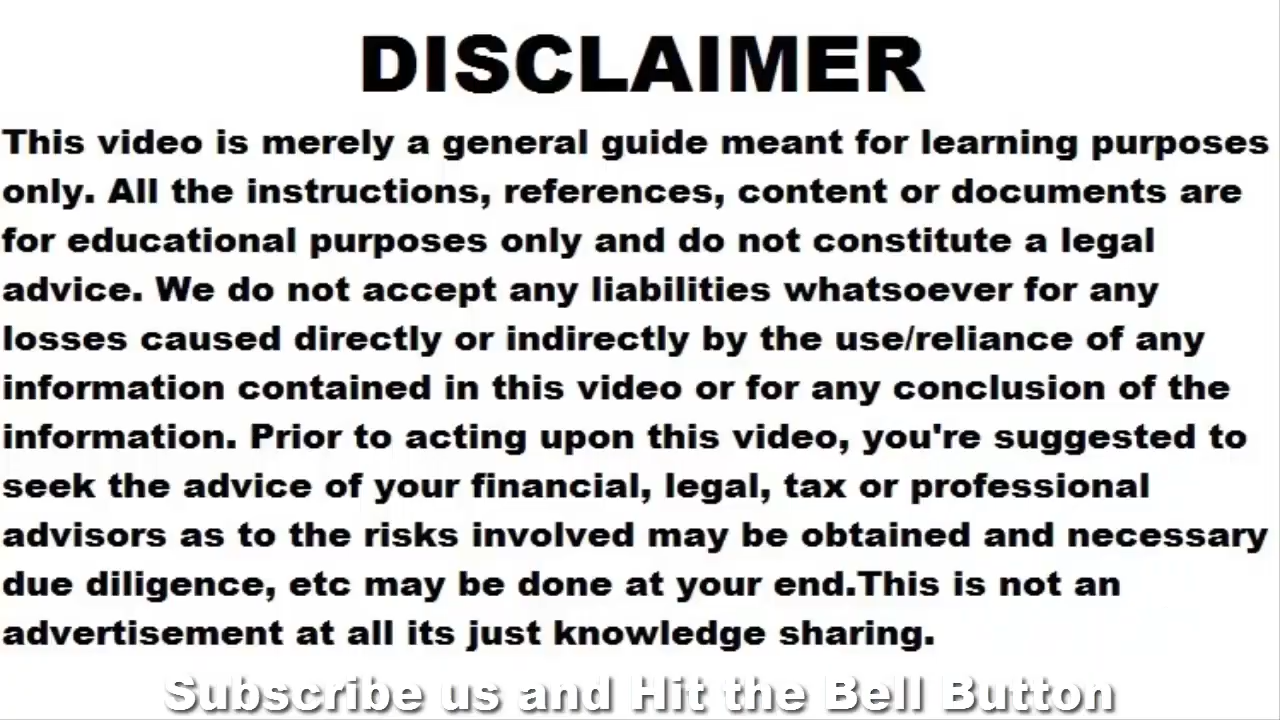 DISCLAIMER
This video is merely a general guide meant for learning purposes
only. All the instructions, references, content or documents are
for educational purposes only and do not constitute a legal
advice. We do not accept any liabilities whatsoever for any
losses caused directly or indirectly by the use/reliance of any
information contained in this video or for any conclusion of the
information. Prior to acting upon this video, you're suggested to
seek the advice of your financial, legal, tax or professional
advisors as to the risks involved may be obtained and necessary
due diligence, etc may be done at your end.This is not an
advertisement at all its just knowledge sharing.
Subscribe us and Hit the Bell Button